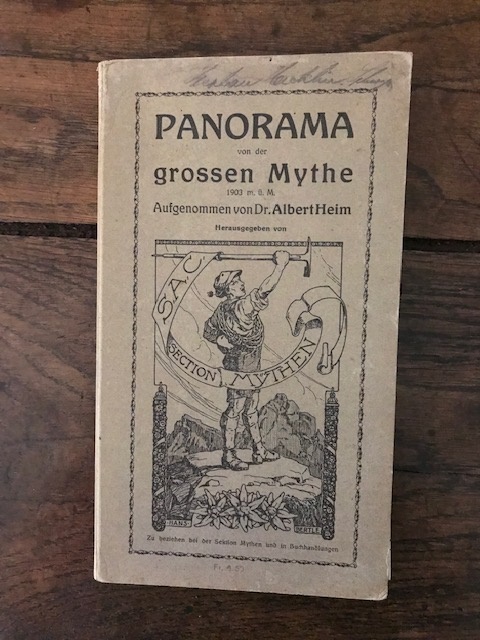 PANORAMA
von der
grossen Mythe
1903 m. ü. M.
Aufgenommen von Dr. Albert Heim
Herausgegeben von
SAC
SECTION MYTHEN
HANS BERTLE
Zu beziehen bei der Sektion Mythen und in Buchhandlungen